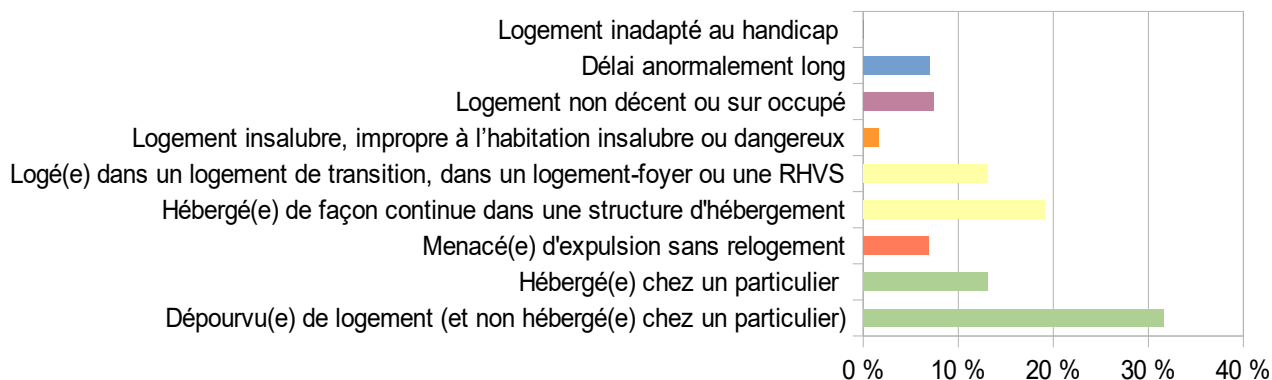 Logement inadapté au handicap
Délai anormalement long
Logement non décent ou sur occupé
Logement insalubre, impropre à l’habitation insalubre ou dangereux
Logé(e) dans un logement de transition, dans un logement-foyer ou une RHVS
Hébergé(e) de façon continue dans une structure d'hébergement
Menacé(e) d'expulsion sans relogement
Hébergé(e) chez un particulier
Dépourvu(e) de logement (et non hébergé(e) chez un particulier)
0 % 10 % 20 % 30 % 40 %